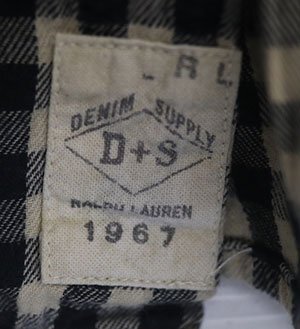 RL
DENIM SUPPLY
D+S
RALPH LAUREN
1967